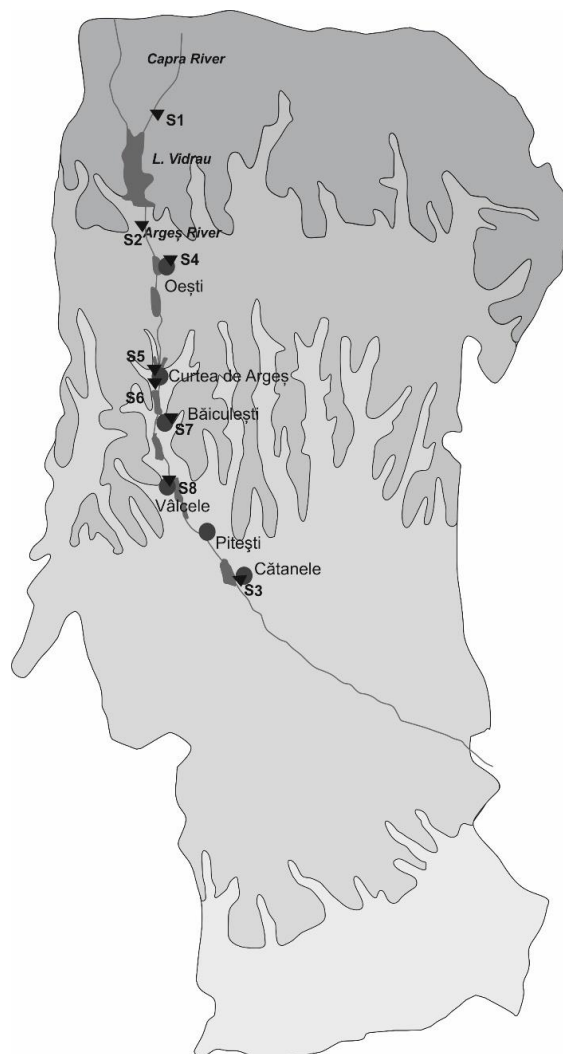 Capra River
S1
L. Vidrau
S2
Argeș River
S4
Oești
S5
Curtea de Argeș
S6
Băiculești
S7
S8
Vâlcele
Pitești
Cătanele
S3